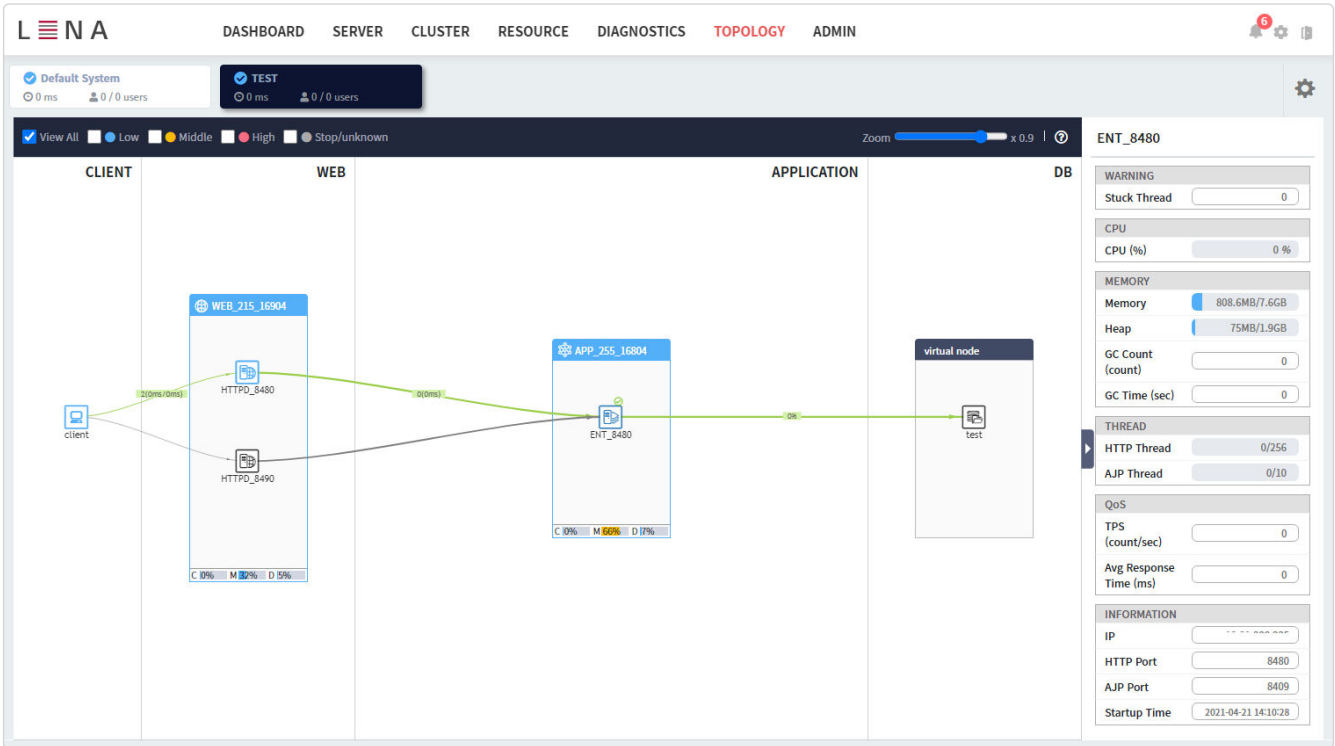 LENA
DASHBOARD SERVER CLUSTER RESOURCE DIAGNOSTICS TOPOLOGY ADMIN
6
Default System
0 ms 0 / 0 users
TEST
0 ms 0 / 0 users
View All Low Middle High Stop/unknown
Zoom x 0.9
CLIENT WEB APPLICATION DB
WEB_215_16904
HTTPD_8480
2(0ms/0ms)
0(0ms)
client
HTTPD_8490
C 0% M 32% D 5%
APP_255_16804
ENT_8480
C 0% M 66% D 7%
0%
virtual node
test
ENT_8480
WARNING
Stuck Thread 0
CPU
CPU (%) 0 %
MEMORY
Memory 808.6MB/7.6GB
Heap 75MB/1.9GB
GC Count
(count) 0
GC Time (sec) 0
THREAD
HTTP Thread 0/256
AJP Thread 0/10
QoS
TPS
(count/sec) 0
Avg Response
Time (ms) 0
INFORMATION
IP
HTTP Port 8480
AJP Port 8409
Startup Time 2021-04-21 14:10:28